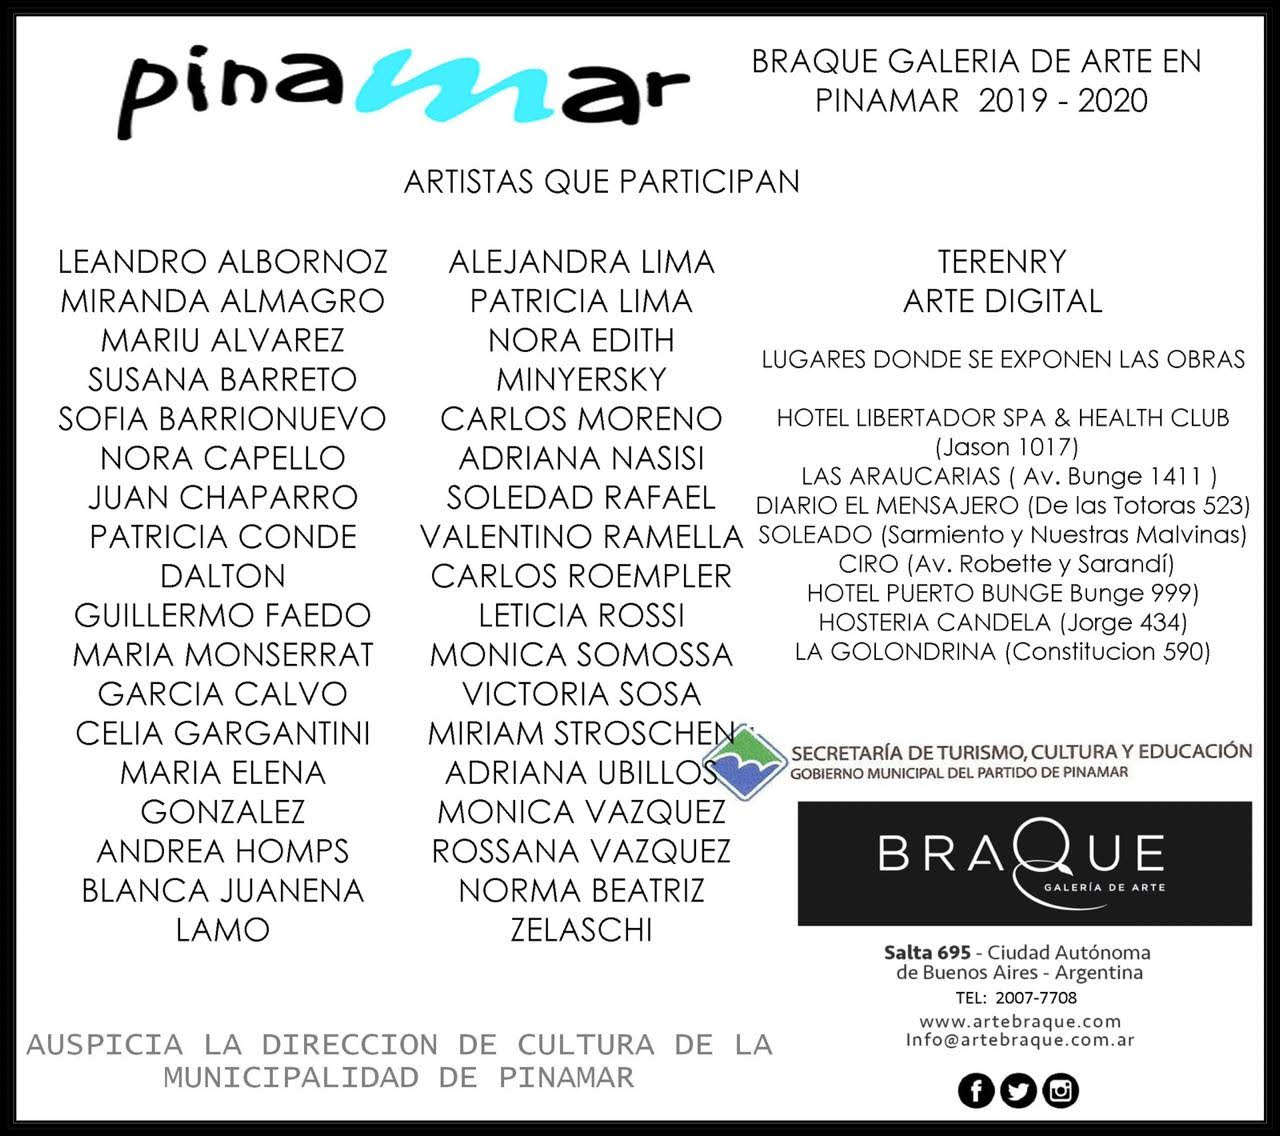 pinamar
BRAQUE GALERIA DE ARTE EN
PINAMAR 2019 - 2020
ARTISTAS QUE PARTICIPAN
LEANDRO ALBORNOZ
MIRANDA ALMAGRO
MARIU ALVAREZ
SUSANA BARRETO
SOFIA BARRIONUEVO
NORA CAPELLO
JUAN CHAPARRO
PATRICIA CONDE
DALTON
GUILLERMO FAEDO
MARIA MONSERRAT
GARCIA CALVO
CELIA GARGANTINI
MARIA ELENA
GONZALEZ
ANDREA HOMPS
BLANCA JUANENA
LAMO
ALEJANDRA LIMA
PATRICIA LIMA
NORA EDITH
MINYERSKY
CARLOS MORENO
ADRIANA NASISI
SOLEDAD RAFAEL
VALENTINO RAMELLA
CARLOS ROEMPLER
LETICIA ROSSI
MONICA SOMOSSA
VICTORIA SOSA
MIRIAM STROSCHEN
ADRIANA UBILLOS
MONICA VAZQUEZ
ROSSANA VAZQUEZ
NORMA BEATRIZ
ZELASCHI
TERENRY
ARTE DIGITAL
LUGARES DONDE SE EXPONEN LAS OBRAS
HOTEL LIBERTADOR SPA & HEALTH CLUB
(Jason 1017)
LAS ARAUCARIAS ( Av. Bunge 1411 )
DIARIO EL MENSAJERO (De las Totoras 523)
SOLEADO (Sarmiento y Nuestras Malvinas)
CIRO (Av. Robette y Sarandí)
HOTEL PUERTO BUNGE Bunge 999)
HOSTERIA CANDELA (Jorge 434)
LA GOLONDRINA (Constitucion 590)
SECRETARÍA DE TURISMO, CULTURA Y EDUCACIÓN
GOBIERNO MUNICIPAL DEL PARTIDO DE PINAMAR
BRAQUE
GALERÍA DE ARTE
Salta 695 - Ciudad Autónoma
de Buenos Aires - Argentina
TEL: 2007-7708
www.artebraque.com
Info@artebraque.com.ar
AUSPICIA LA DIRECCION DE CULTURA DE LA
MUNICIPALIDAD DE PINAMAR